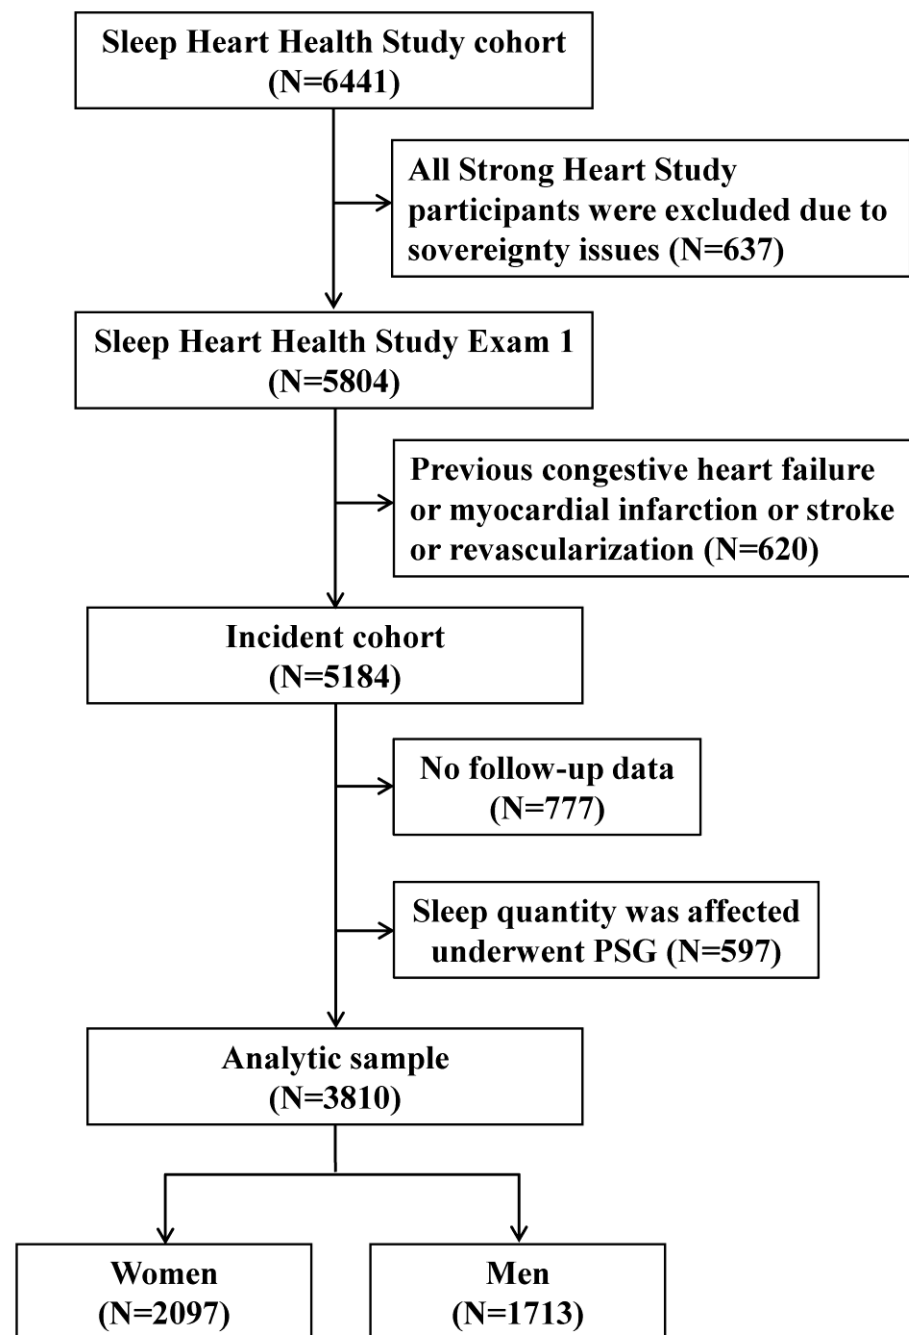 Sleep Heart Health Study cohort
(N=6441)
All Strong Heart Study
participants were excluded due to
sovereignty issues (N=637)
Sleep Heart Health Study Exam 1
(N=5804)
Previous congestive heart failure
or myocardial infarction or stroke
or revascularization (N=620)
Incident cohort
(N=5184)
No follow-up data
(N=777)
Sleep quantity was affected
underwent PSG (N=597)
Analytic sample
(N=3810)
Women
(N=2097)
Men
(N=1713)